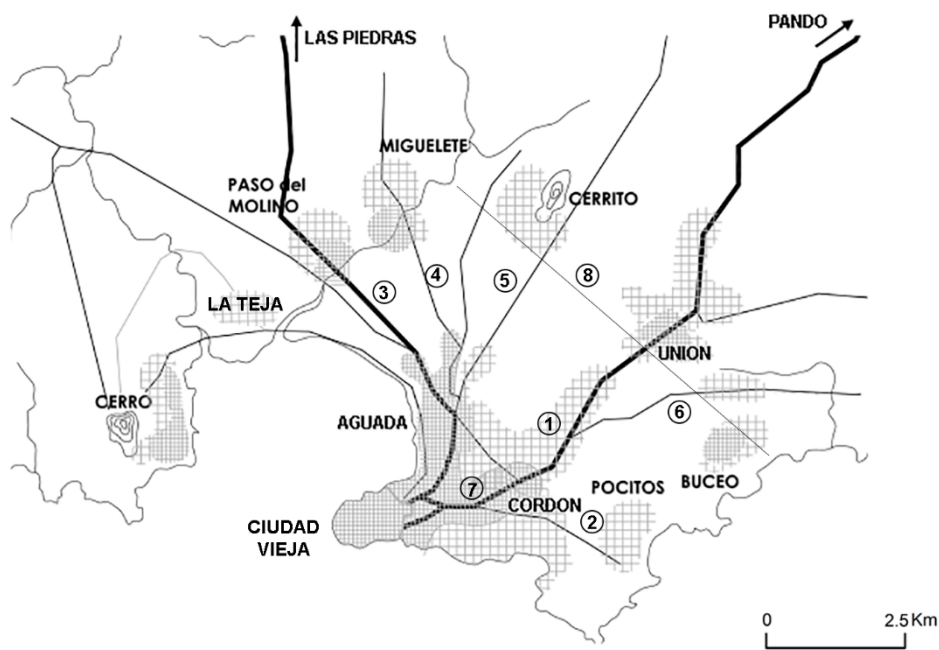 PANDO
LAS PIEDRAS
MIGUELETE
PASO del
MOLINO
CERRITO
4
5
8
3
LA TEJA
UNION
CERRO
6
AGUADA
1
7
POCITOS
BUCEO
CORDON
2
CIUDAD
VIEJA
0
2.5 Km